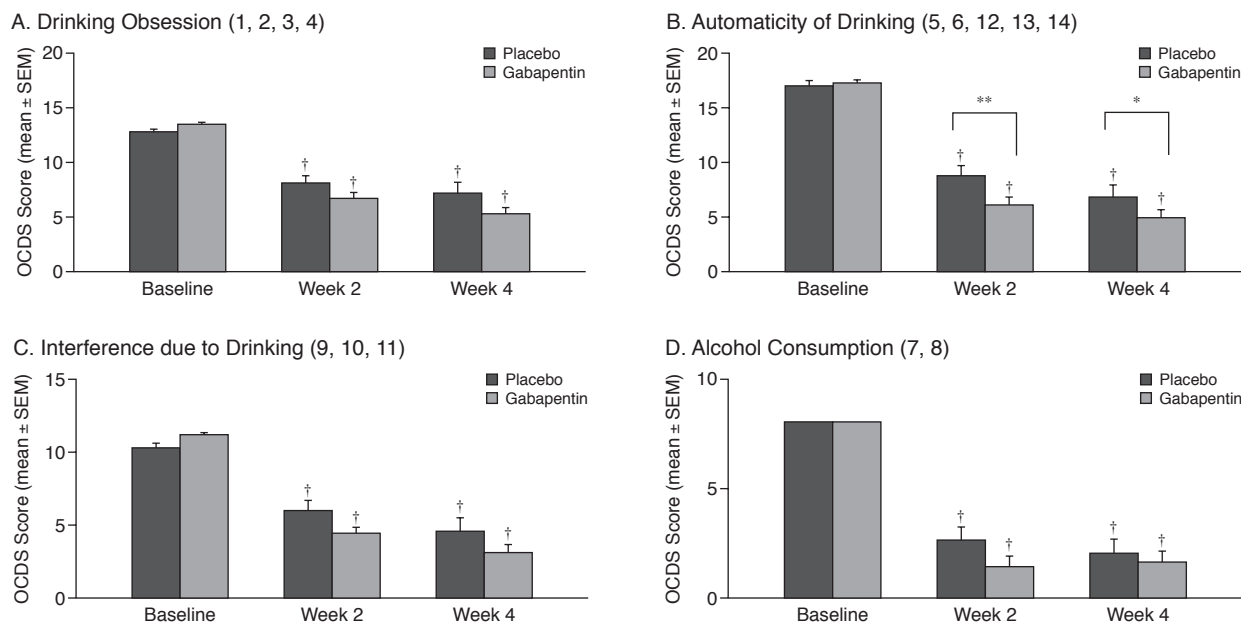 A. Drinking Obsession (1, 2, 3, 4)
OCDS Score (mean ± SEM)
20
15
10
5
0
Placebo
Gabapentin
†
†
†
†
Baseline
Week 2
Week 4
B. Automaticity of Drinking (5, 6, 12, 13, 14)
OCDS Score (mean ± SEM)
20
15
10
5
0
Placebo
Gabapentin
**
*
†
†
†
†
Baseline
Week 2
Week 4
C. Interference due to Drinking (9, 10, 11)
OCDS Score (mean ± SEM)
15
10
5
0
Placebo
Gabapentin
†
†
†
†
Baseline
Week 2
Week 4
D. Alcohol Consumption (7, 8)
OCDS Score (mean ± SEM)
10
5
0
Placebo
Gabapentin
†
†
†
†
Baseline
Week 2
Week 4